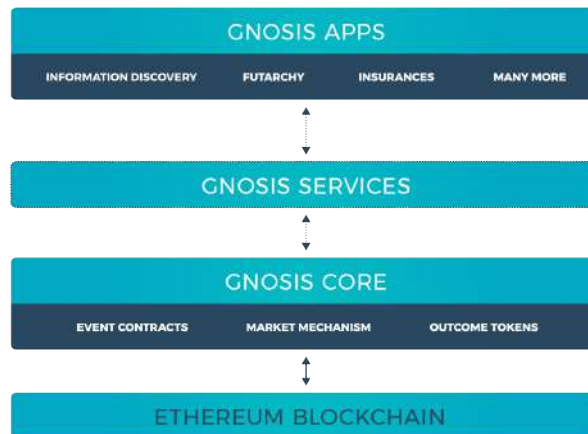 GNOSIS APPS
INFORMATION DISCOVERY FUTARCHY INSURANCES MANY MORE
GNOSIS SERVICES
GNOSIS CORE
EVENT CONTRACTS MARKET MECHANISM OUTCOME TOKENS
ETHEREUM BLOCKCHAIN